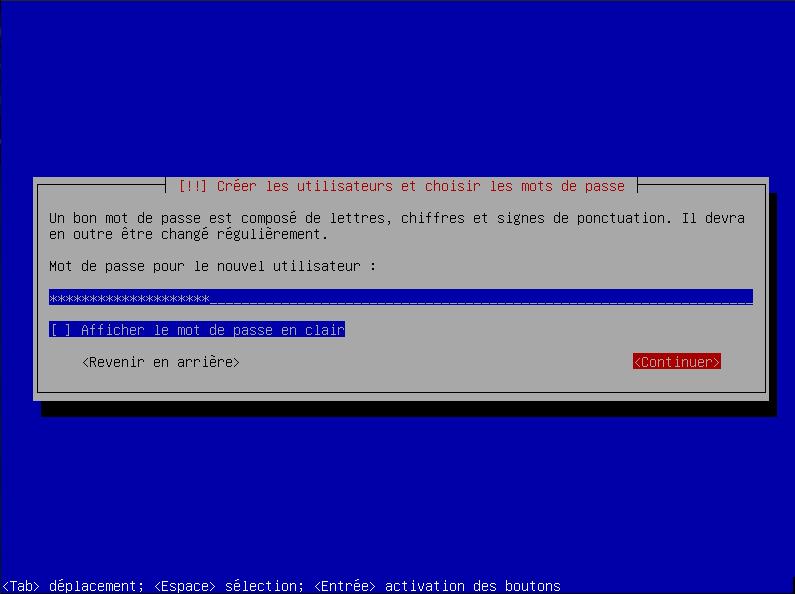 [!!] Créer les utilisateurs et choisir les mots de passe
Un bon mot de passe est composé de lettres, chiffres et signes de ponctuation. Il devra
en outre être changé régulièrement.
Mot de passe pour le nouvel utilisateur :
********************
[ ] Afficher le mot de passe en clair
<Revenir en arrière> <Continuer>
<Tab> déplacement; <Espace> sélection; <Entrée> activation des boutons